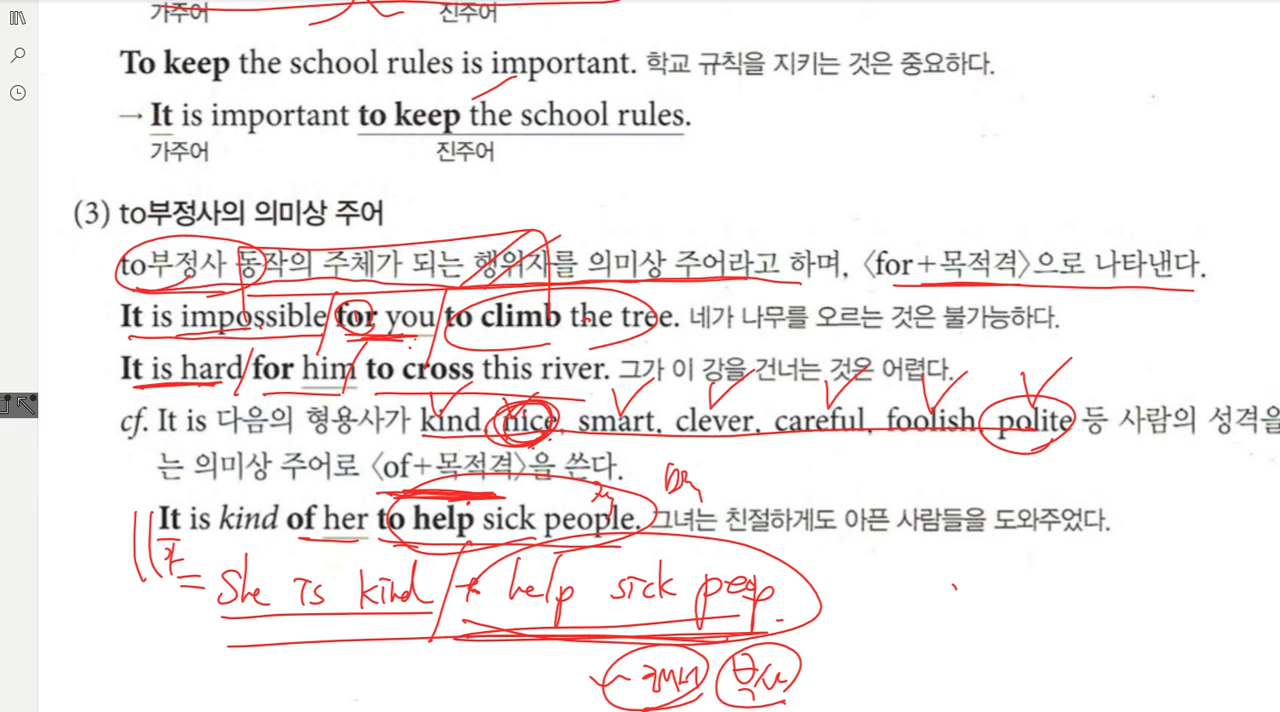 가주어 진주어
To keep the school rules is important. 학교 규칙을 지키는 것은 중요하다.
→ It is important to keep the school rules.
가주어 진주어
(3) to부정사의 의미상 주어
to부정사 동작의 주체가 되는 행위자를 의미상 주어라고 하며, 〈for+목적격〉으로 나타낸다.
It is impossible for you to climb the tree. 네가 나무를 오르는 것은 불가능하다.
It is hard for him to cross this river. 그가 이 강을 건너는 것은 어렵다.
cf. It is 다음의 형용사가 kind, nice, smart, clever, careful, foolish, polite 등 사람의 성격을
는 의미상 주어로 〈of+목적격〉을 쓴다.
It is kind of her to help sick people. 그녀는 친절하게도 아픈 사람들을 도와주었다.
= She is kind to help sick peop
부사